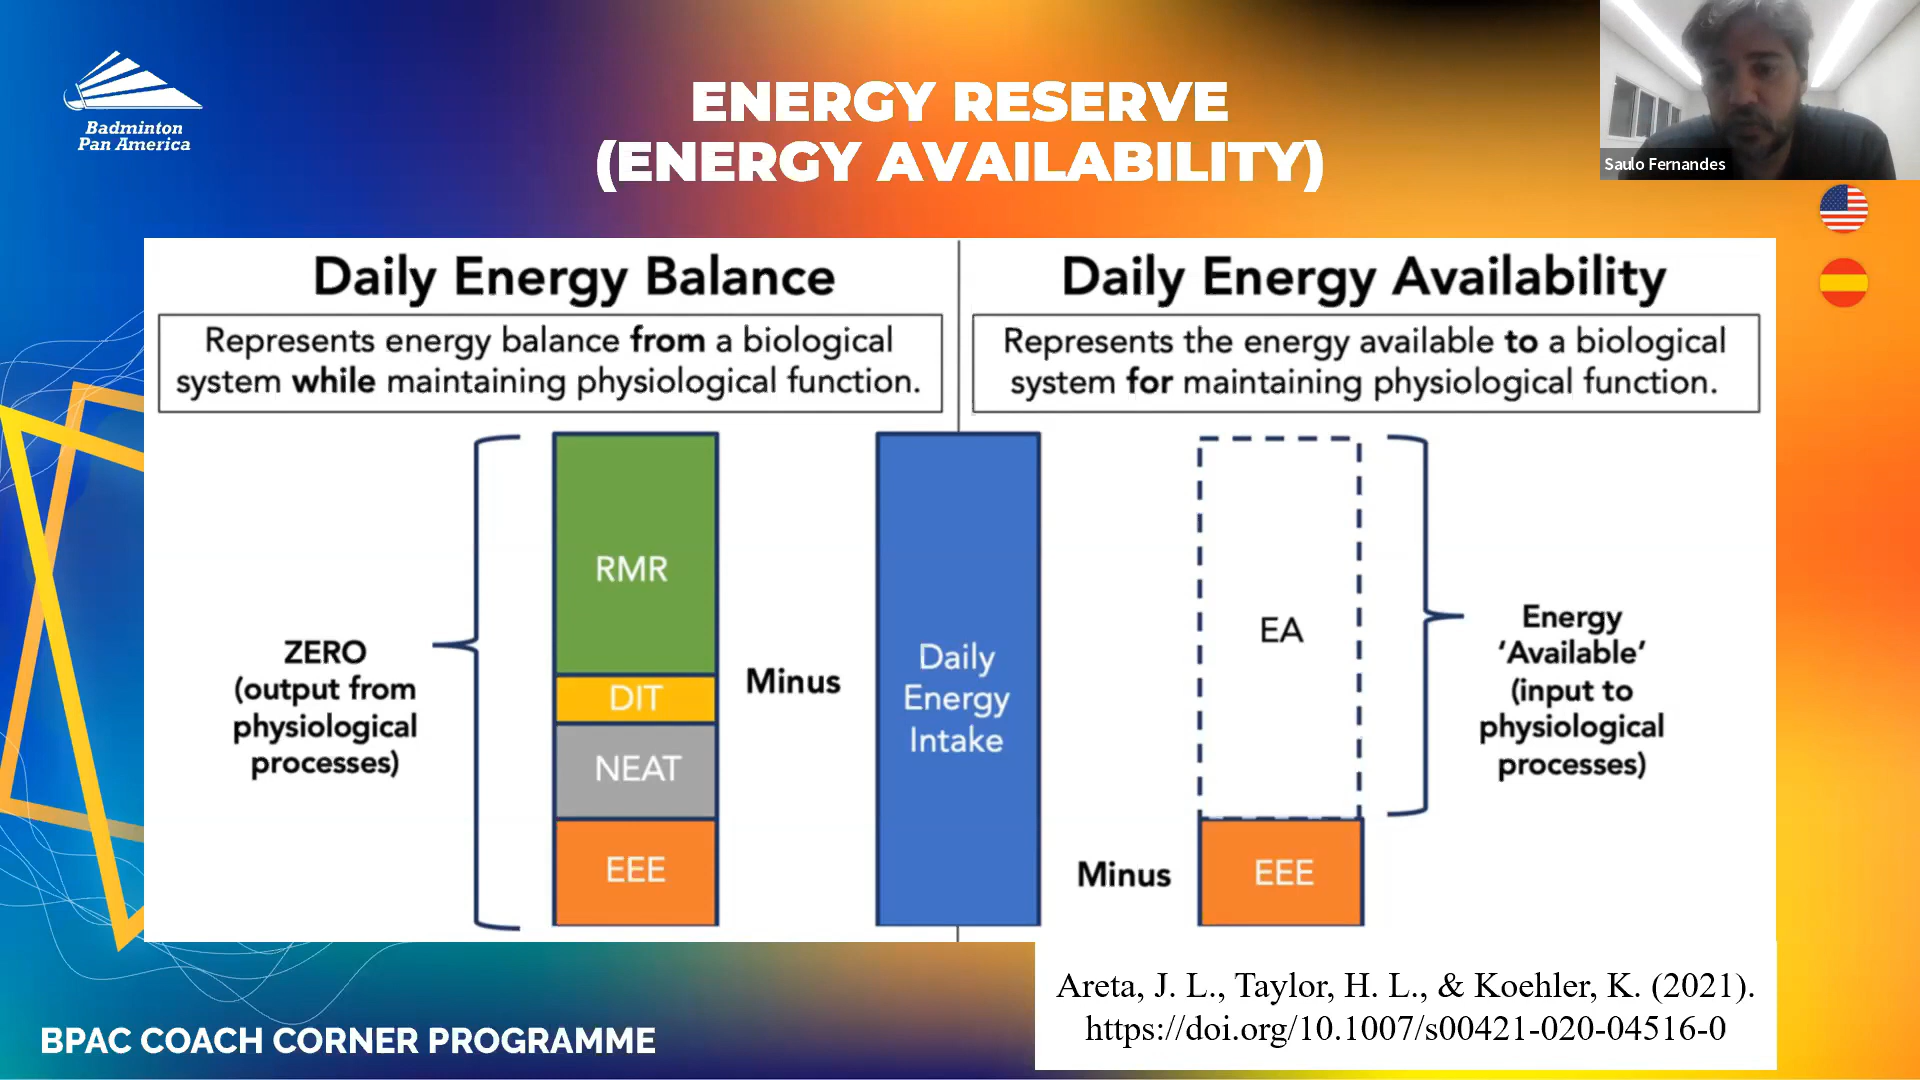 Badminton
Pan America
ENERGY RESERVE
(ENERGY AVAILABILITY)
Saulo Fernandes
Daily Energy Balance
Represents energy balance from a biological
system while maintaining physiological function.
ZERO
(output from
physiological
processes)
RMR
DIT
NEAT
EEE
Minus
Daily
Energy
Intake
Daily Energy Availability
Represents the energy available to a biological
system for maintaining physiological function.
Minus
EA
EEE
Energy
‘Available’
(input to
physiological
processes)
Areta, J. L., Taylor, H. L., & Koehler, K. (2021).
https://doi.org/10.1007/s00421-020-04516-0
BPAC COACH CORNER PROGRAMME